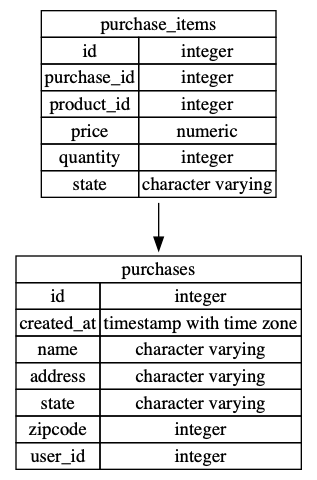 purchase_items
id integer
purchase_id integer
product_id integer
price numeric
quantity integer
state character varying
purchases
id integer
created_at timestamp with time zone
name character varying
address character varying
state character varying
zipcode integer
user_id integer